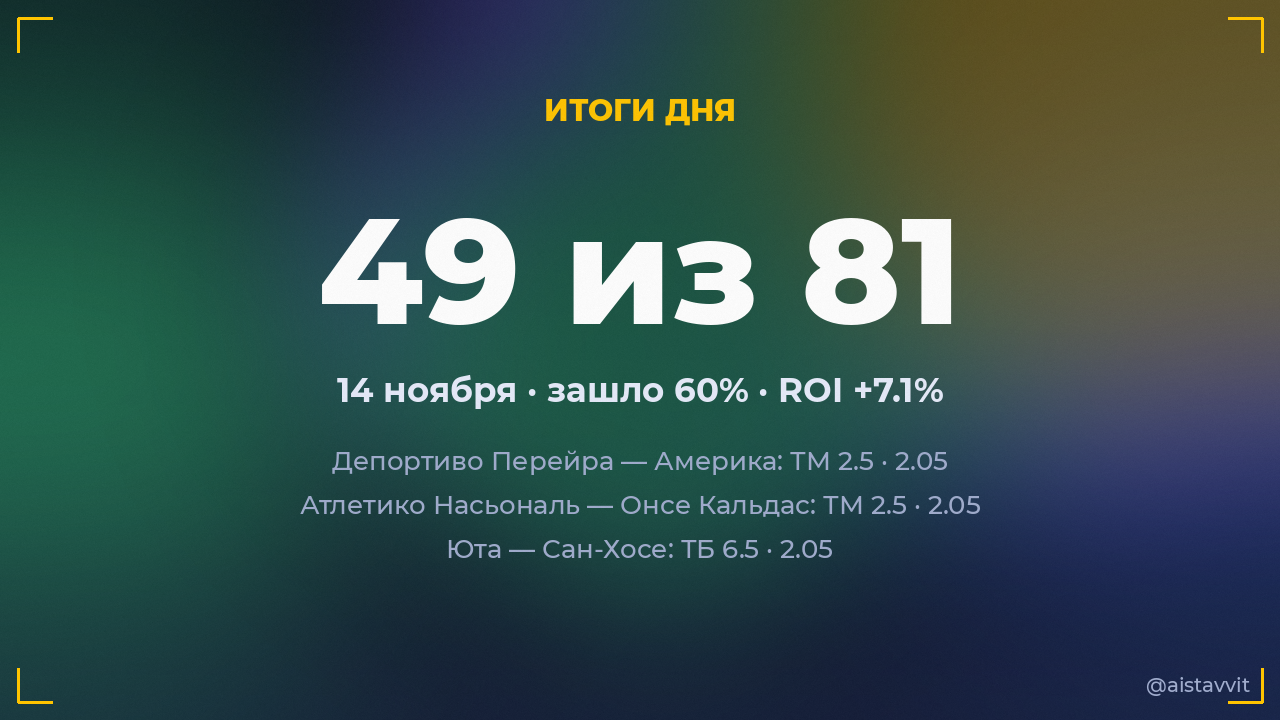 ИТОГИ ДНЯ
49 из 81
14 ноября · зашло 60% · ROI +7.1%
Депортиво Перейра — Америка: ТМ 2.5 · 2.05
Атлетико Насьональ — Онсе Кальдас: ТМ 2.5 · 2.05
Юта — Сан-Хосе: ТБ 6.5 · 2.05
@aistavvit